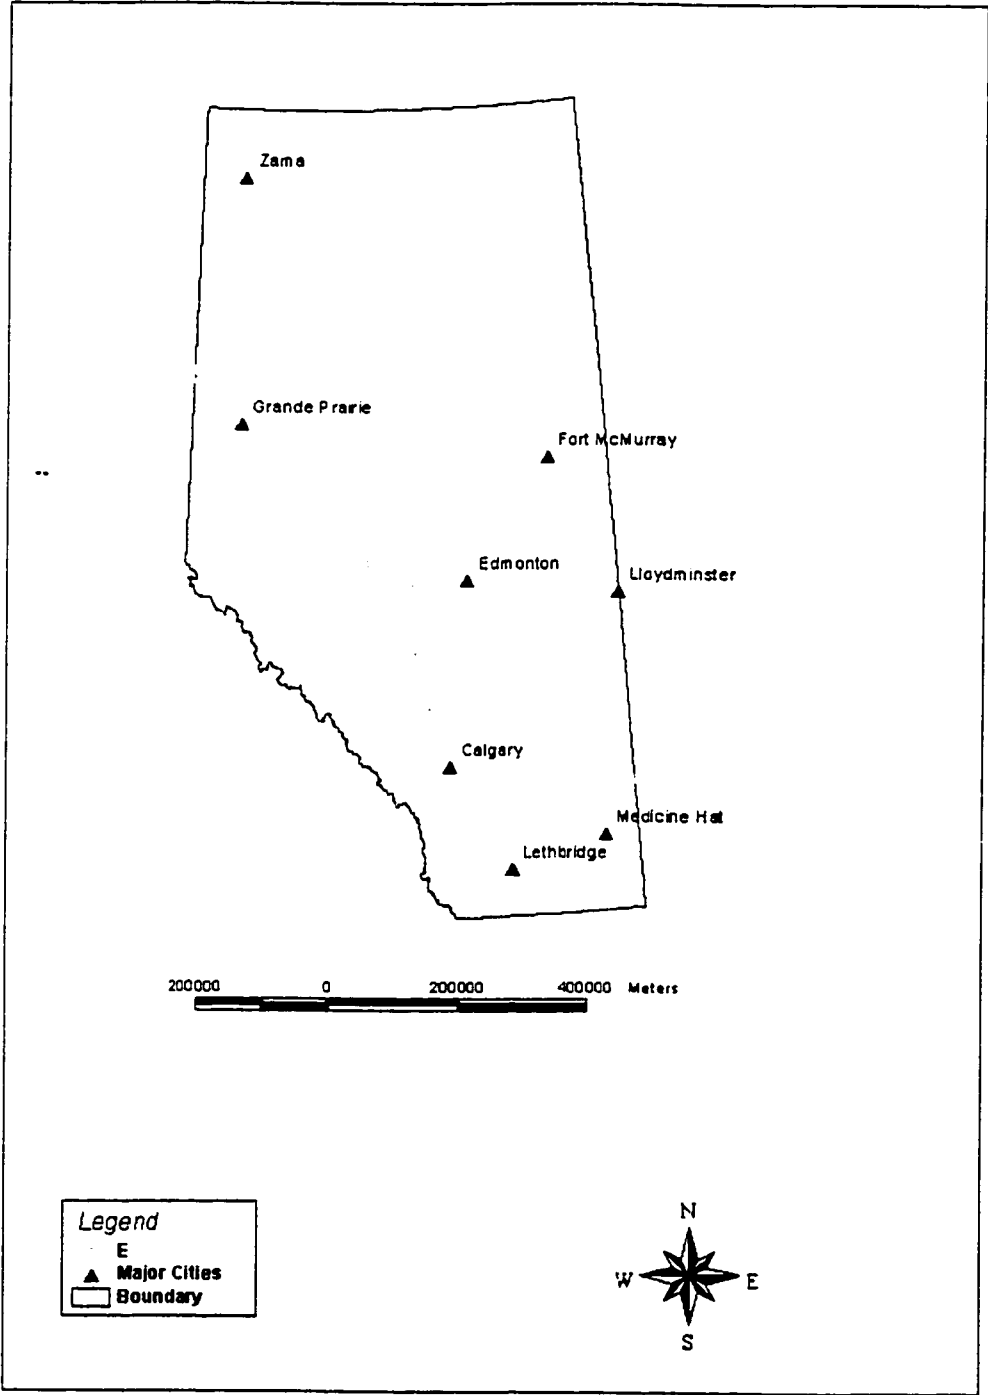 Zama
Grande Prairie
Fort McMurray
Edmonton
Lloydminster
Calgary
Medicine Hat
Lethbridge
200000 0 200000 400000 Meters
Legend
E
Major Cities
Boundary
N
W E
S